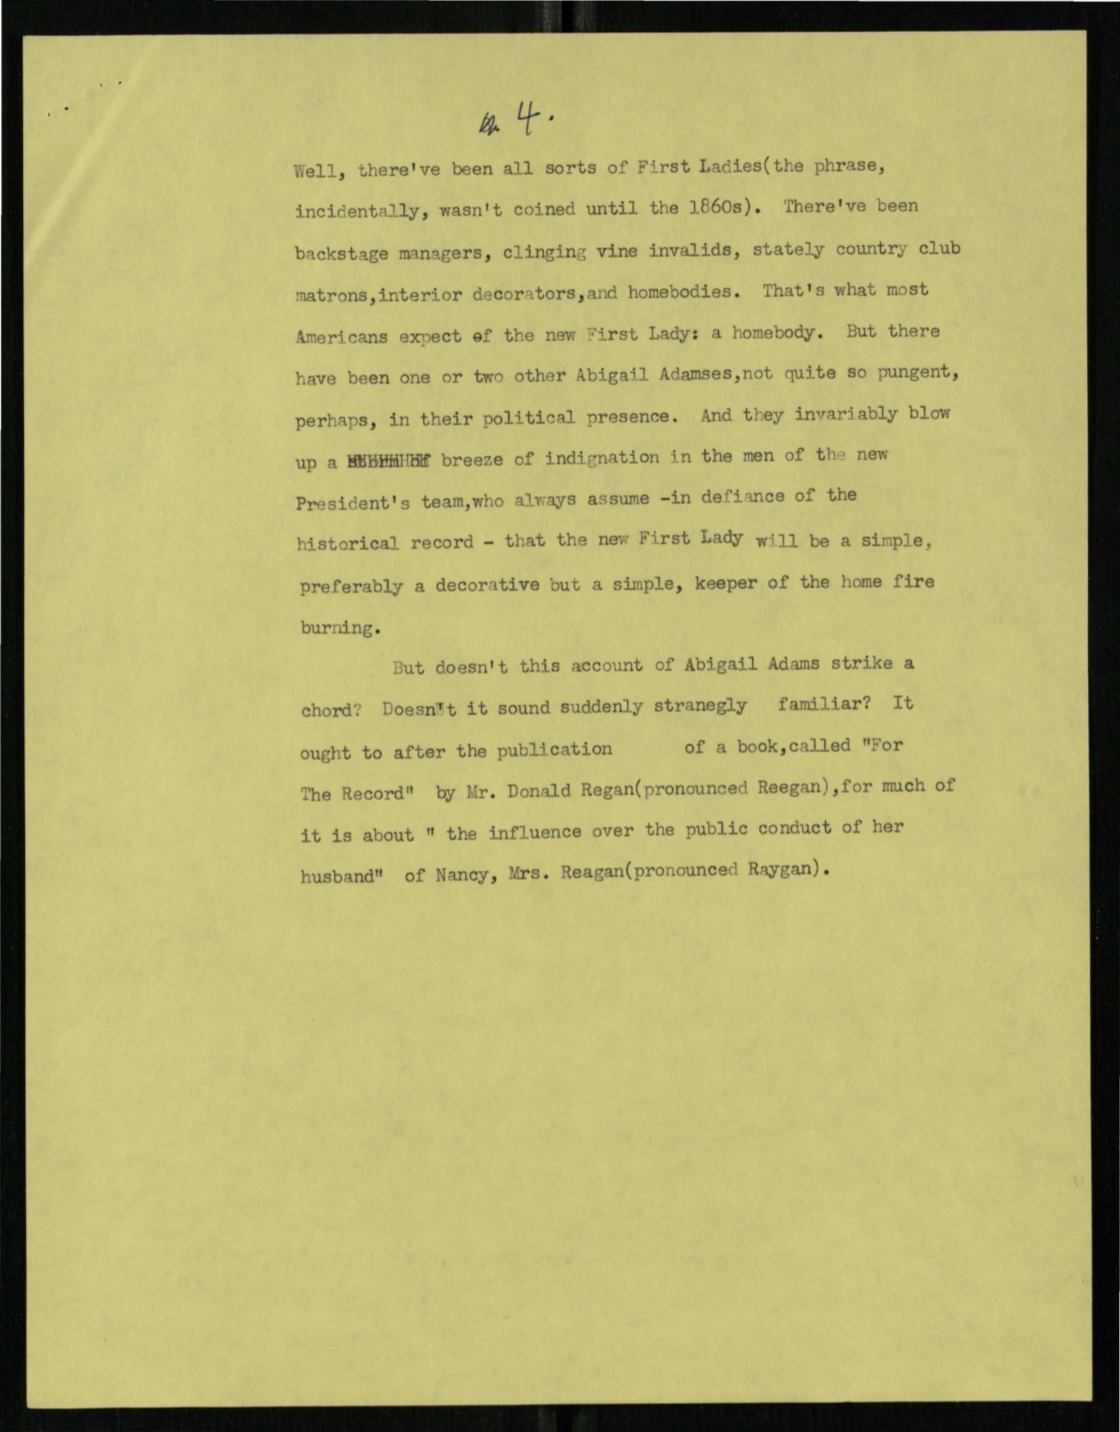 4.
Well, there've been all sorts of First Ladies(the phrase,
incidentally, wasn't coined until the 1860s).  There've been
backstage managers, clinging vine invalids, stately country club
matrons,interior decorators,and homebodies.  That's what most
Americans expect of the new First Lady: a homebody.  But there
have been one or two other Abigail Adamses,not quite so pungent,
perhaps, in their political presence.  And they invariably blow
up a breeze of indignation in the men of the new
President's team,who always assume -in defiance of the
historical record - that the new First Lady will be a simple,
preferably a decorative but a simple, keeper of the home fire
burning.
But doesn't this account of Abigail Adams strike a
chord? Doesn't it sound suddenly stranegly familiar?  It
ought to after the publication of a book,called "For
The Record" by Mr. Donald Regan(pronounced Reegan),for much of
it is about " the influence over the public conduct of her
husband" of Nancy, Mrs. Reagan(pronounced Raygan).